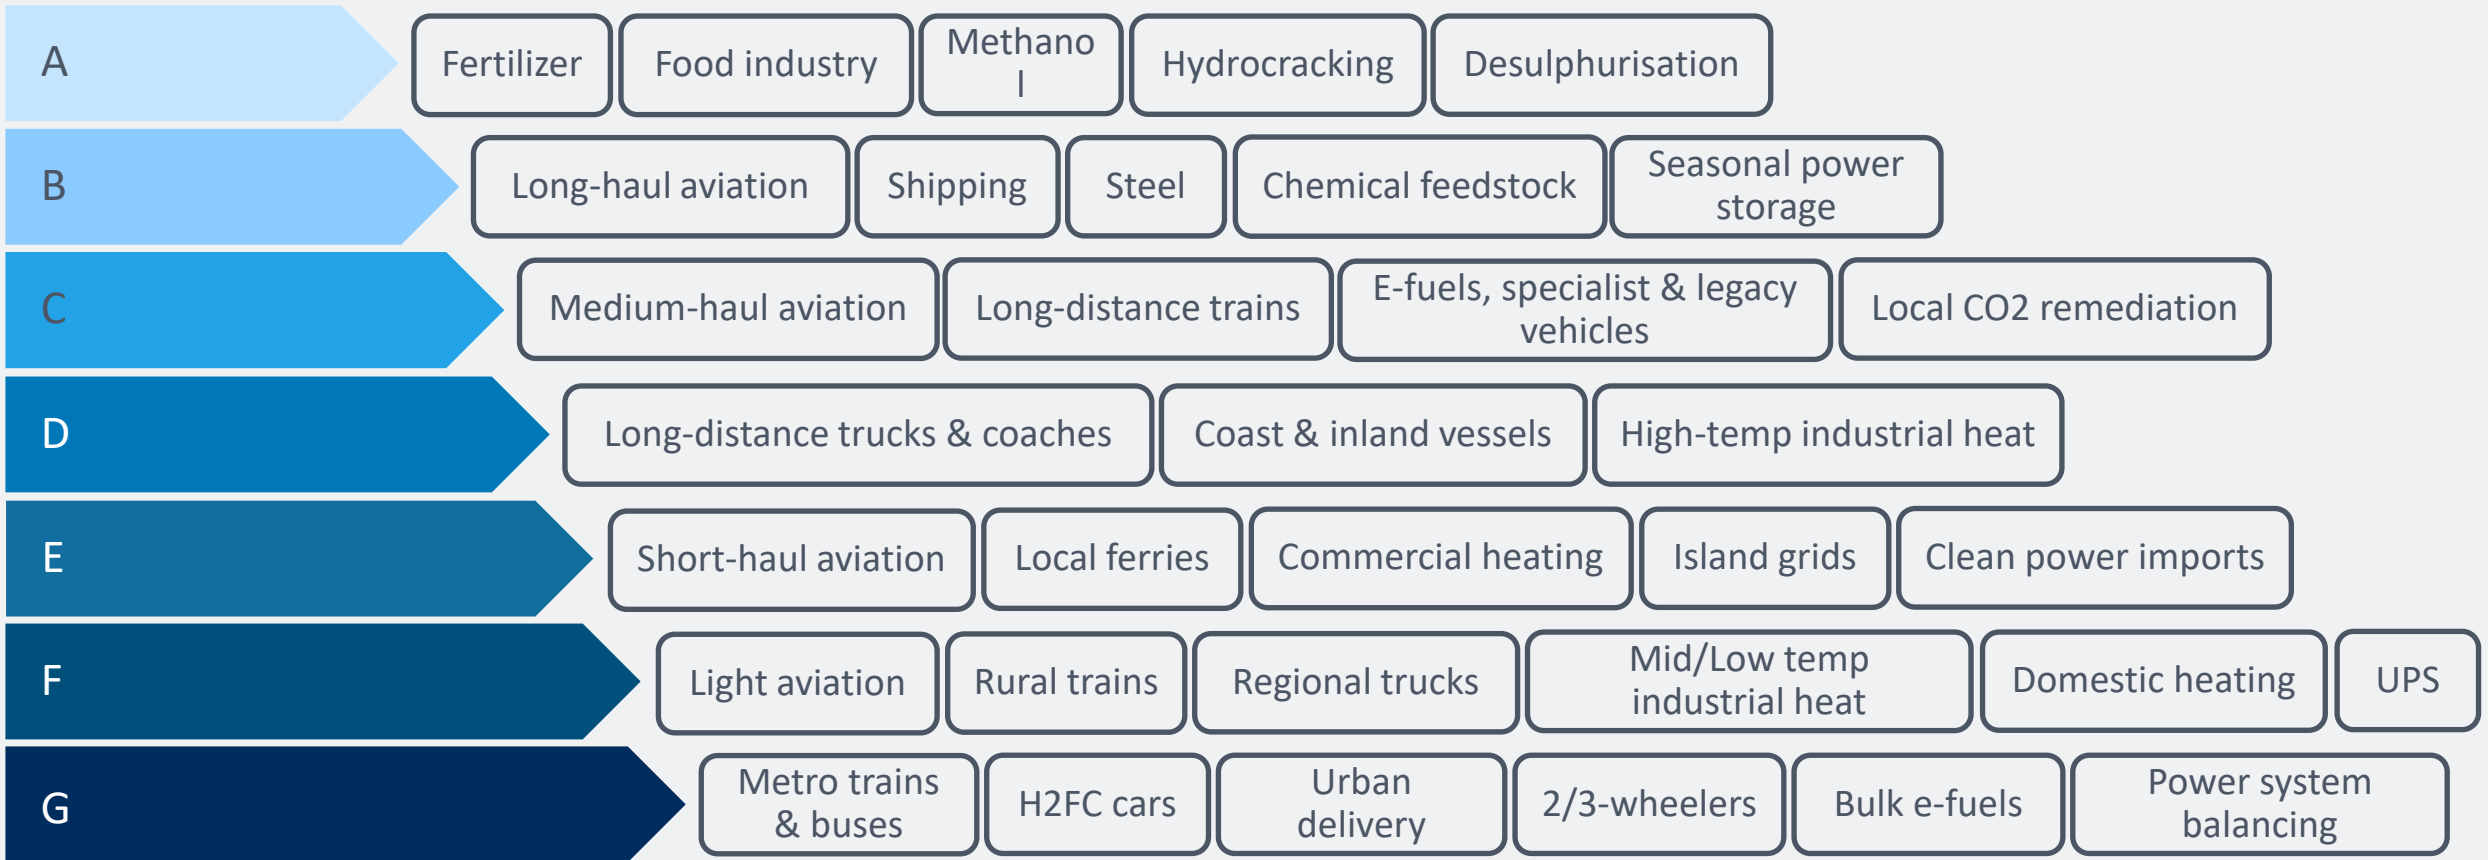 A
Fertilizer
Food industry
Methano
l
Hydrocracking
Desulphurisation
B
Long-haul aviation
Shipping
Steel
Chemical feedstock
Seasonal power
storage
C
Medium-haul aviation
Long-distance trains
E-fuels, specialist & legacy
vehicles
Local CO2 remediation
D
Long-distance trucks & coaches
Coast & inland vessels
High-temp industrial heat
E
Short-haul aviation
Local ferries
Commercial heating
Island grids
Clean power imports
F
Light aviation
Rural trains
Regional trucks
Mid/Low temp
industrial heat
Domestic heating
UPS
G
Metro trains
& buses
H2FC cars
Urban
delivery
2/3-wheelers
Bulk e-fuels
Power system
balancing